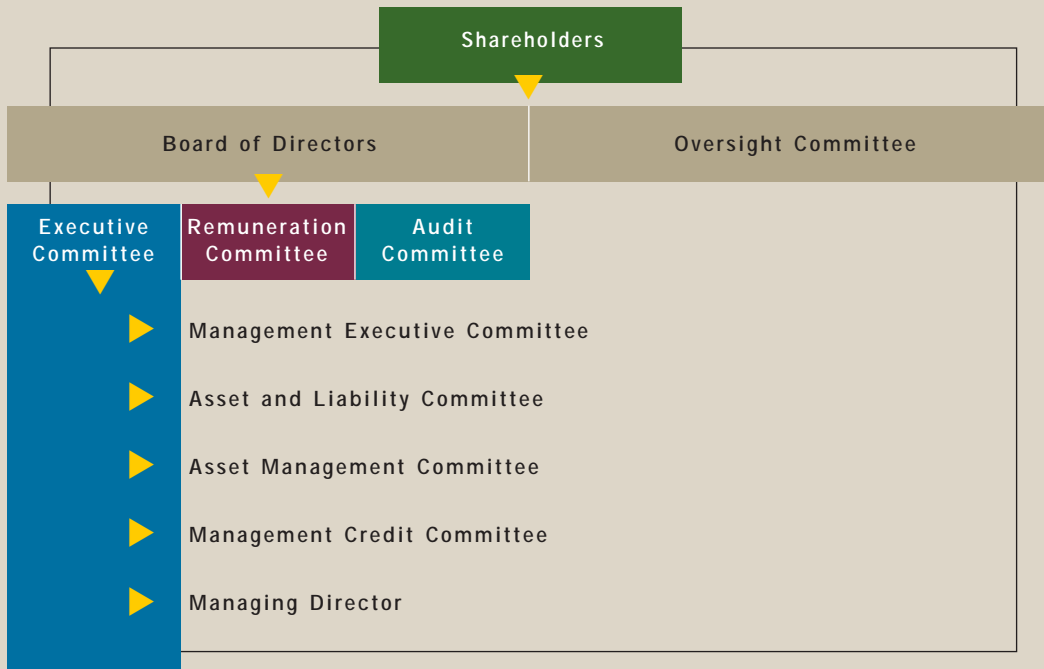 Shareholders
Board of Directors
Oversight Committee
Executive
Committee
Remuneration
Committee
Audit
Committee
Management Executive Committee
Asset and Liability Committee
Asset Management Committee
Management Credit Committee
Managing Director